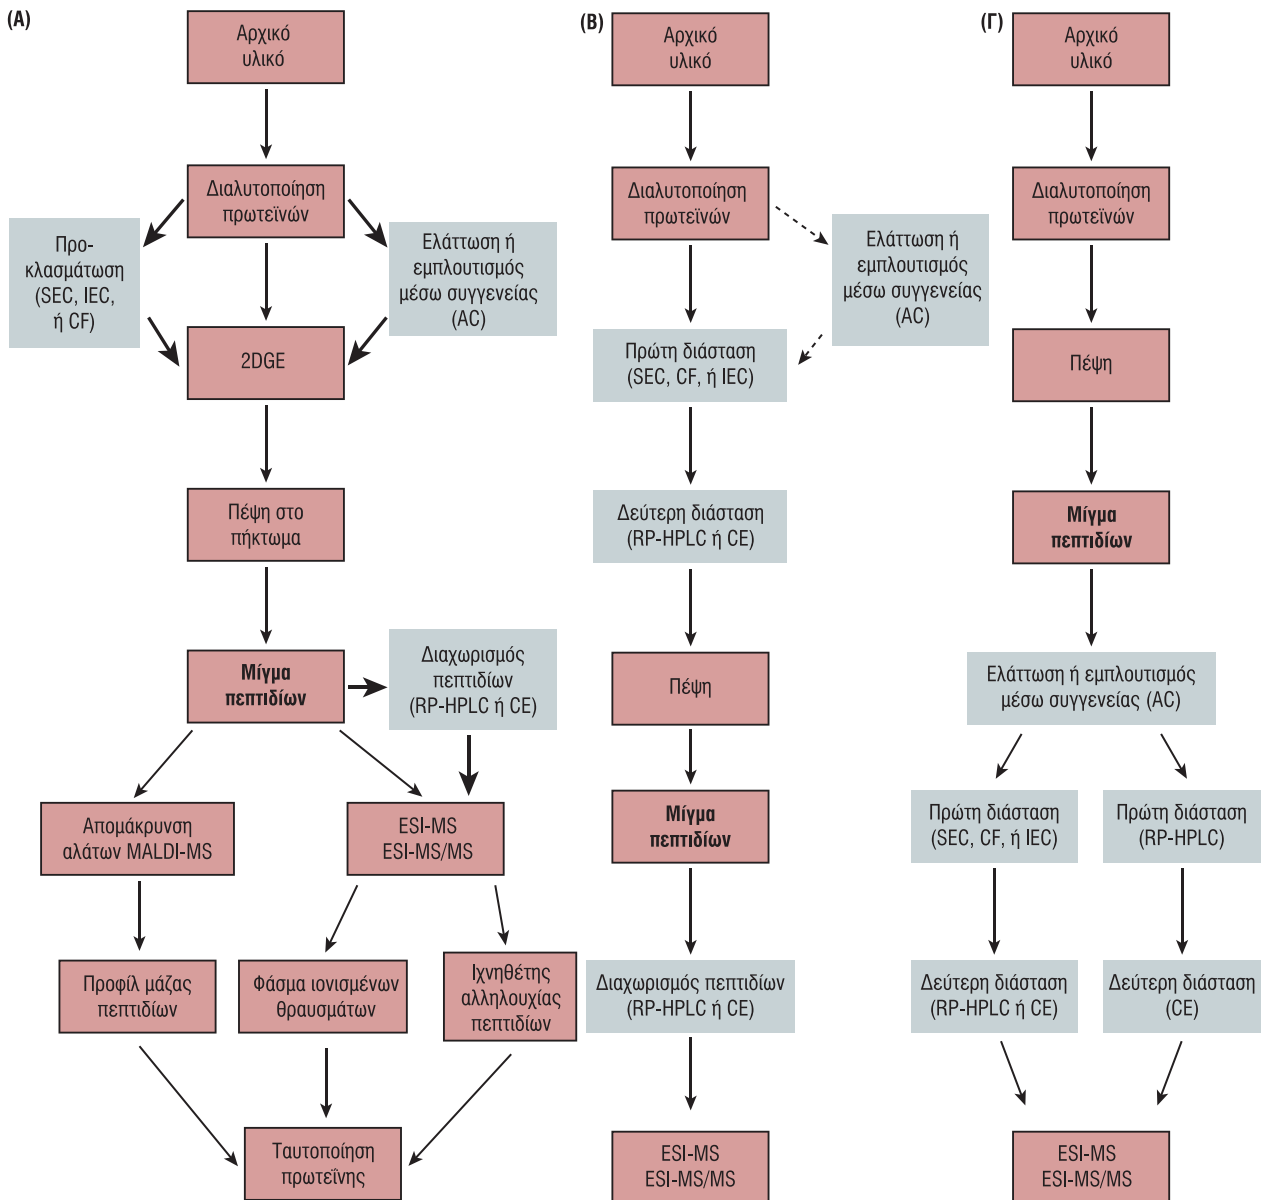 (Α)
Αρχικό
υλικό
Διαλυτοποίηση
πρωτεϊνών
Προ-
κλασμάτωση
(SEC, IEC,
ή CF)
Ελάττωση ή
εμπλουτισμός
μέσω συγγενείας
(AC)
2DGE
Πέψη στο
πήκτωμα
Μίγμα
πεπτιδίων
Διαχωρισμός
πεπτιδίων
(RP-HPLC ή CE)
Απομάκρυνση
αλάτων MALDI-MS
ESI-MS
ESI-MS/MS
Προφίλ μάζας
πεπτιδίων
Φάσμα ιονισμένων
θραυσμάτων
Ιχνηθέτης
αλληλουχίας
πεπτιδίων
Ταυτοποίηση
πρωτεΐνης
(Β)
Αρχικό
υλικό
Διαλυτοποίηση
πρωτεϊνών
Ελάττωση ή
εμπλουτισμός
μέσω συγγενείας
(AC)
Πρώτη διάσταση
(SEC, CF, ή IEC)
Δεύτερη διάσταση
(RP-HPLC ή CE)
Πέψη
Μίγμα
πεπτιδίων
Διαχωρισμός πεπτιδίων
(RP-HPLC ή CE)
ESI-MS
ESI-MS/MS
(Γ)
Αρχικό
υλικό
Διαλυτοποίηση
πρωτεϊνών
Πέψη
Μίγμα
πεπτιδίων
Ελάττωση ή εμπλουτισμός
μέσω συγγενείας (AC)
Πρώτη διάσταση
(SEC, CF, ή IEC)
Πρώτη διάσταση
(RP-HPLC)
Δεύτερη διάσταση
(RP-HPLC ή CE)
Δεύτερη διάσταση
(CE)
ESI-MS
ESI-MS/MS